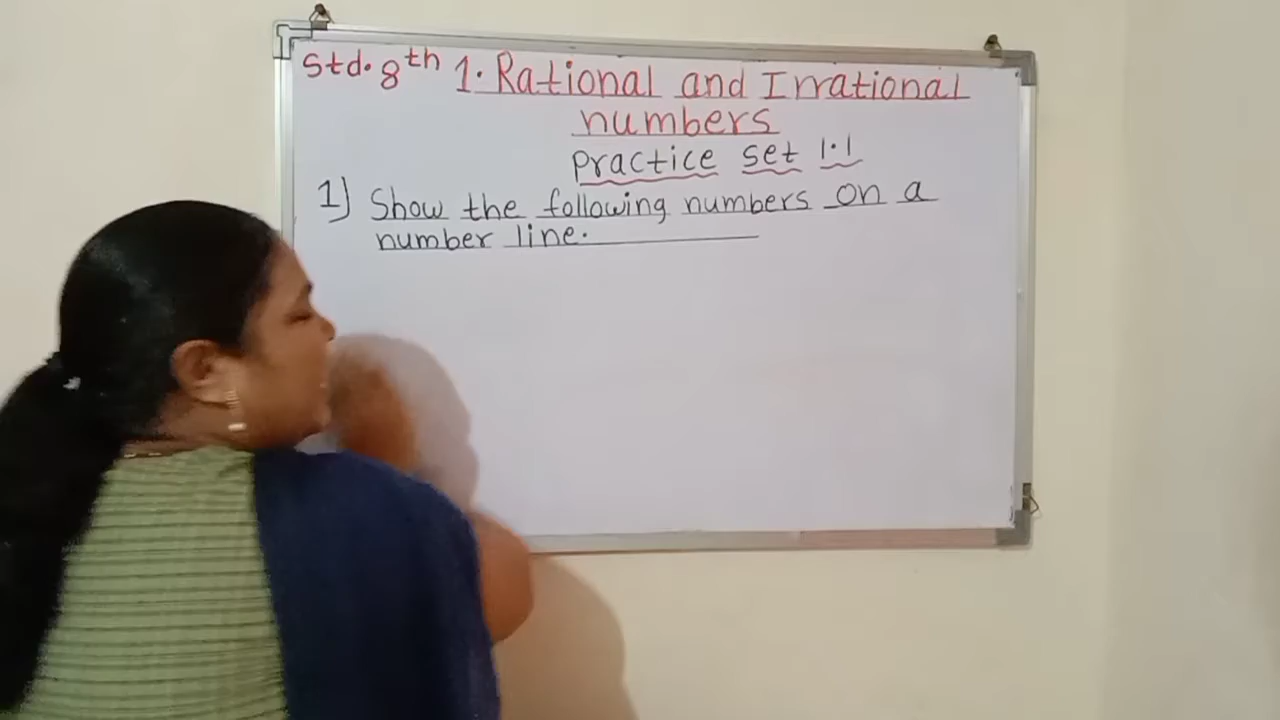 Std. 8th 1. Rational and Irrational
numbers
Practice set 1.1
1) Show the following numbers on a
number line.